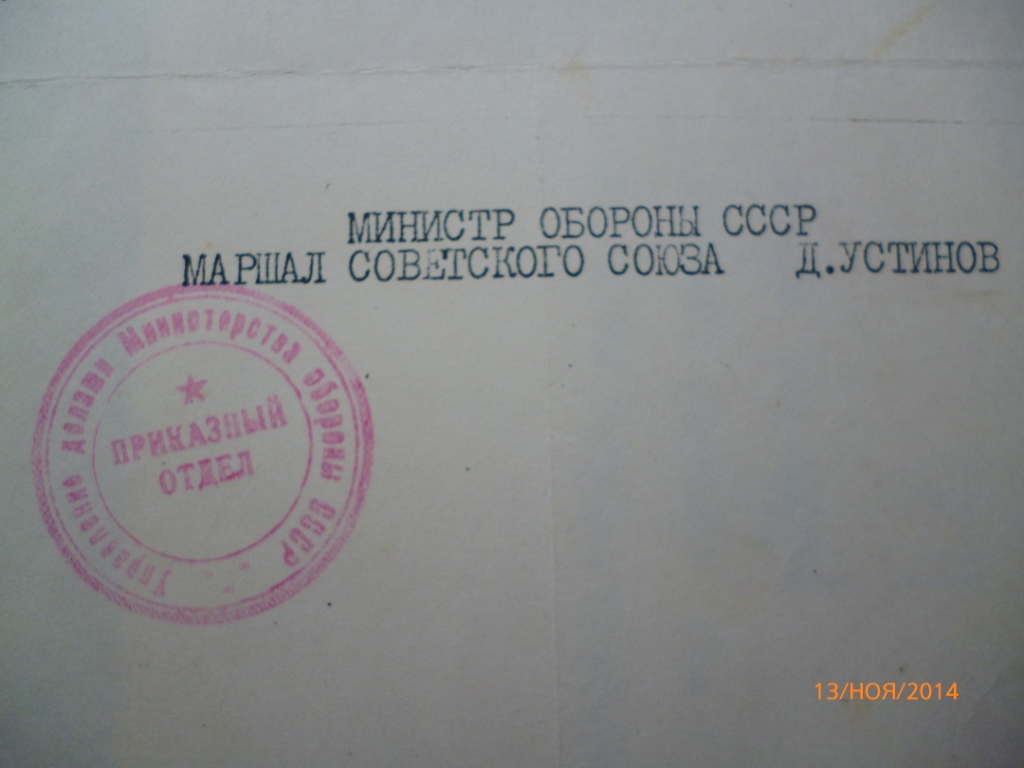 МИНИСТР ОБОРОНЫ СССР
МАРШАЛ СОВЕТСКОГО СОЮЗА Д.УСТИНОВ
Управление делами Министерства обороны СССР
ПРИКАЗНЫЙ
ОТДЕЛ
13/НОЯ/2014